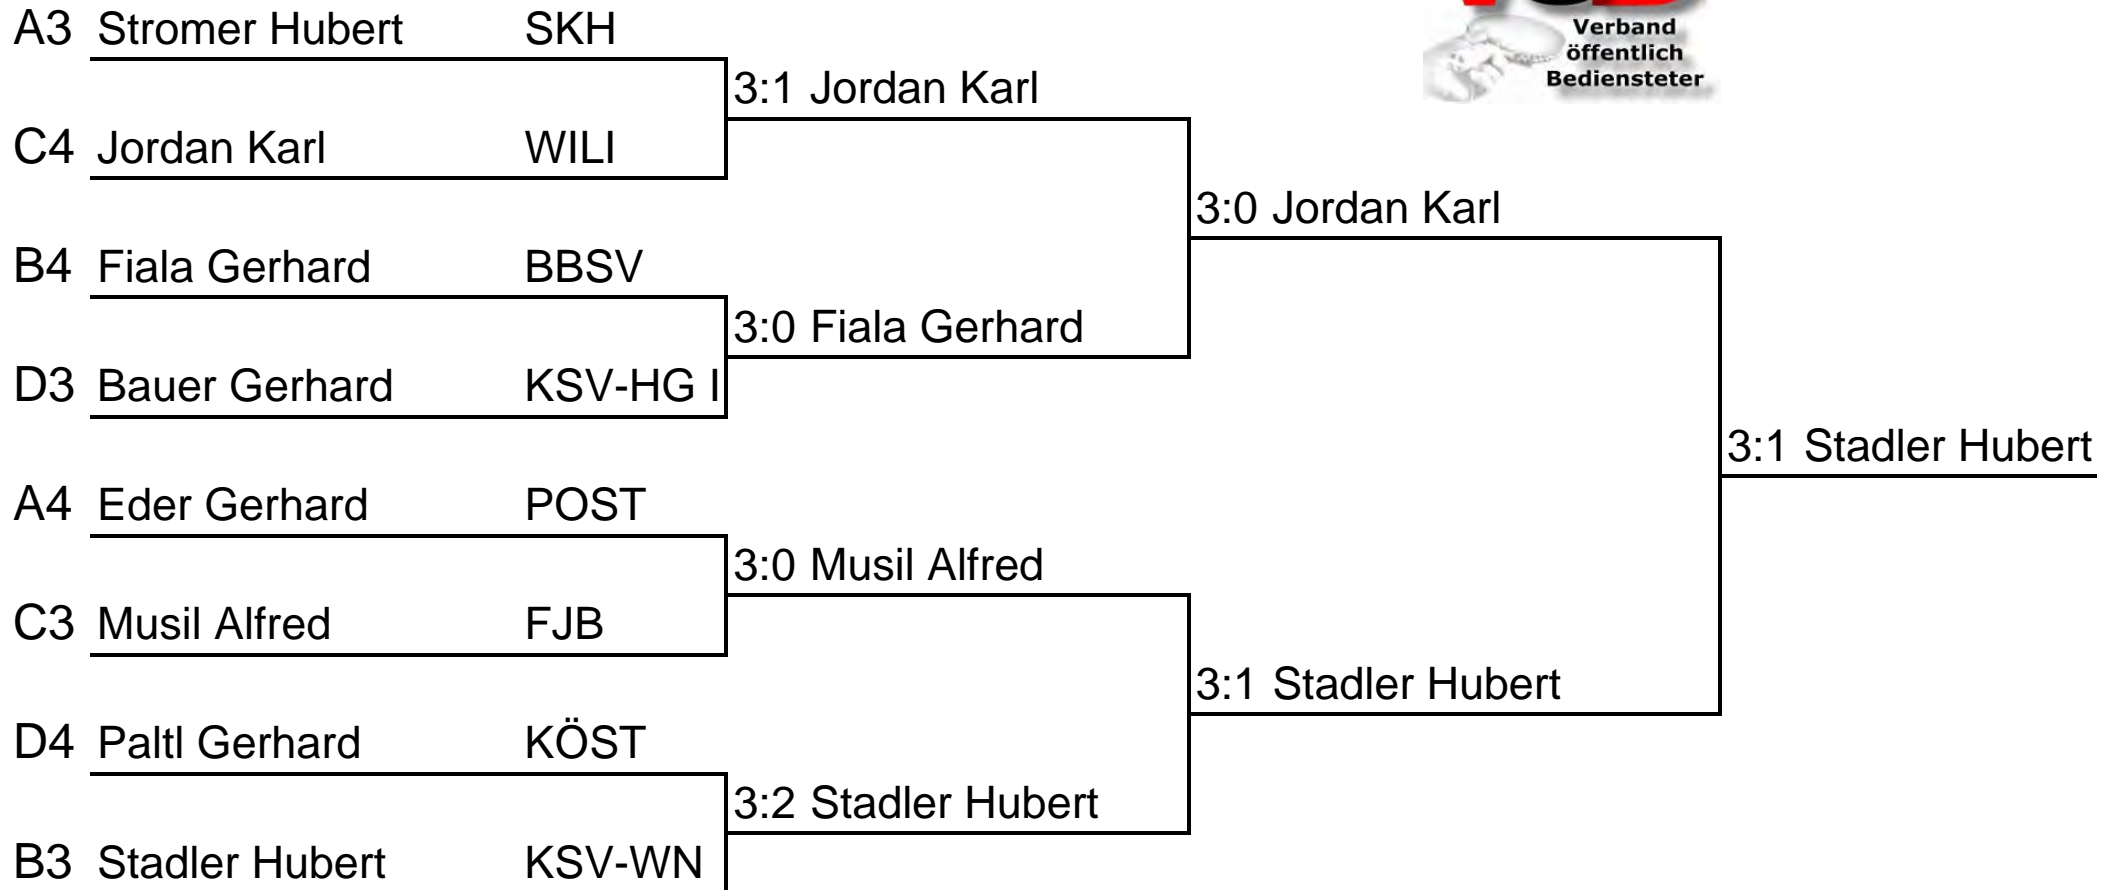 A3 Stromer Hubert SKH
Verband
öffentlich
Bediensteter
3:1 Jordan Karl
C4 Jordan Karl WILI
3:0 Jordan Karl
B4 Fiala Gerhard BBSV
3:0 Fiala Gerhard
D3 Bauer Gerhard KSV-HG I
3:1 Stadler Hubert
A4 Eder Gerhard POST
3:0 Musil Alfred
C3 Musil Alfred FJB
3:1 Stadler Hubert
D4 Paltl Gerhard KÖST
3:2 Stadler Hubert
B3 Stadler Hubert KSV-WN